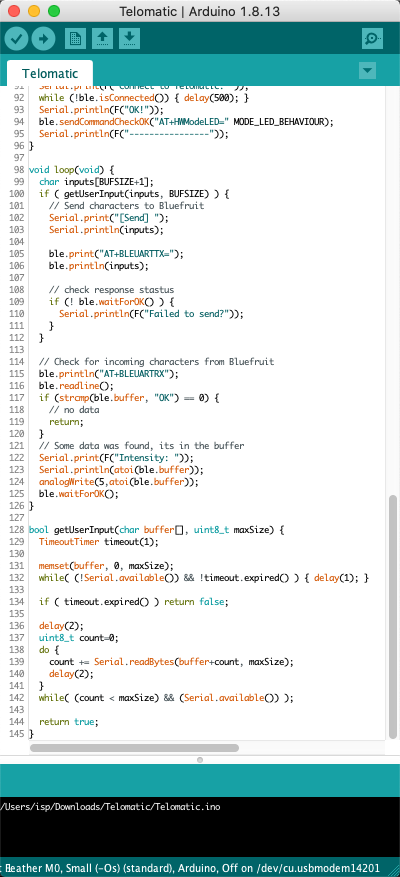 Telomatic | Arduino 1.8.13
Telomatic
91 Serial.print(F("Connect to Telomatic: "));
92 while (!ble.isConnected()) { delay(500); }
93 Serial.println(F("OK!"));
94 ble.sendCommandCheckOK("AT+HWModeLED=" MODE_LED_BEHAVIOUR);
95 Serial.println(F("----------------"));
96 }
97
98 void loop(void) {
99 char inputs[BUFSIZE+1];
100 if ( getUserInput(inputs, BUFSIZE) ) {
101 // Send characters to Bluefruit
102 Serial.print("[Send] ");
103 Serial.println(inputs);
104
105 ble.print("AT+BLEUARTTX=");
106 ble.println(inputs);
107
108 // check response stastus
109 if (! ble.waitForOK() ) {
110 Serial.println(F("Failed to send?"));
111 }
112 }
113
114 // Check for incoming characters from Bluefruit
115 ble.println("AT+BLEUARTRX");
116 ble.readline();
117 if (strcmp(ble.buffer, "OK") == 0) {
118 // no data
119 return;
120 }
121 // Some data was found, its in the buffer
122 Serial.print(F("Intensity: "));
123 Serial.println(atoi(ble.buffer));
124 analogWrite(5,atoi(ble.buffer));
125 ble.waitForOK();
126 }
127
128 bool getUserInput(char buffer[], uint8_t maxSize) {
129 TimeoutTimer timeout(1);
130
131 memset(buffer, 0, maxSize);
132 while( (!Serial.available()) && !timeout.expired() ) { delay(1); }
133
134 if ( timeout.expired() ) return false;
135
136 delay(2);
137 uint8_t count=0;
138 do {
139 count += Serial.readBytes(buffer+count, maxSize);
140 delay(2);
141 }
142 while( (count < maxSize) && (Serial.available()) );
143
144 return true;
145 }
/Users/isp/Downloads/Telomatic/Telomatic.ino
eather M0, Small (-Os) (standard), Arduino, Off on /dev/cu.usbmodem14201